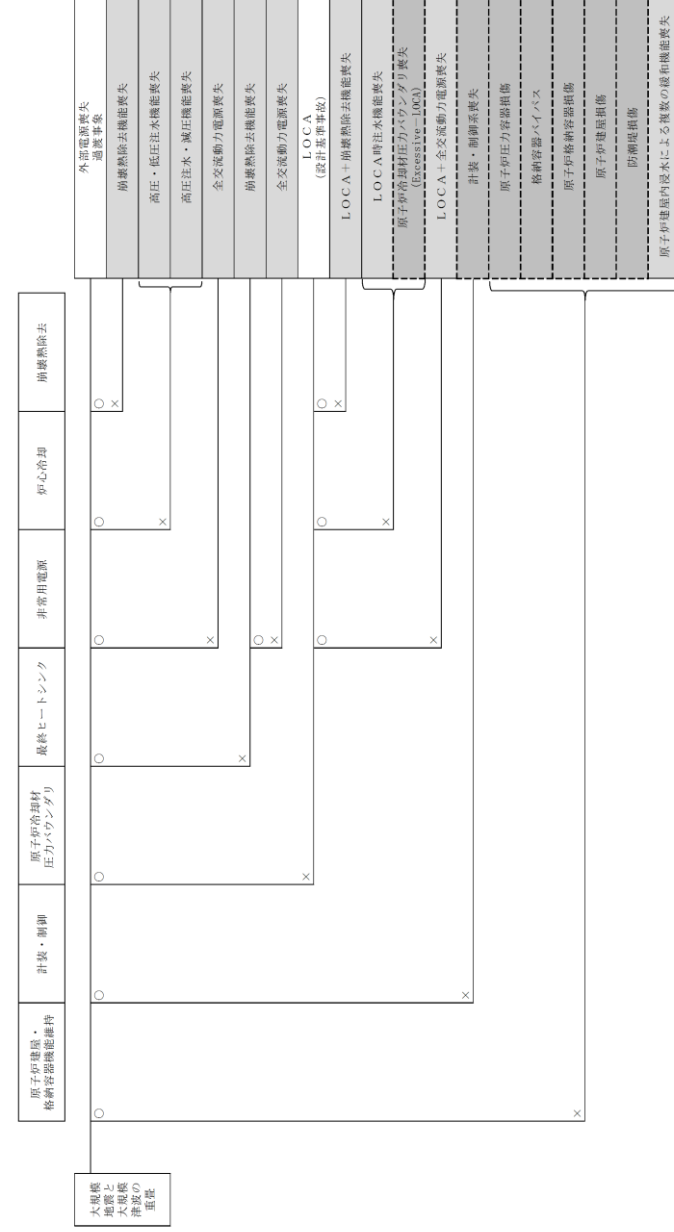 大規模
地震と
大規模
津波の
重畳
原子炉建屋・
格納容器機能維持
計装・制御
原子炉冷却材
圧力バウンダリ
最終ヒートシンク
非常用電源
炉心冷却
崩壊熱除去
○
×
○
×
○
×
○
×
○
×
○
×
○
×
○
×
○
×
○
×
○
×
外部電源喪失
過渡事象
崩壊熱除去機能喪失
高圧・低圧注水機能喪失
高圧注水・減圧機能喪失
全交流動力電源喪失
崩壊熱除去機能喪失
全交流動力電源喪失
LOCA
(設計基準事故)
LOCA+崩壊熱除去機能喪失
LOCA時注水機能喪失
原子炉冷却材圧力バウンダリ喪失
(Excessive-LOCA)
LOCA+全交流動力電源喪失
計装・制御系喪失
原子炉圧力容器損傷
格納容器バイパス
原子炉格納容器損傷
原子炉建屋損傷
防潮堤損傷
原子炉建屋内浸水による複数の緩和機能喪失